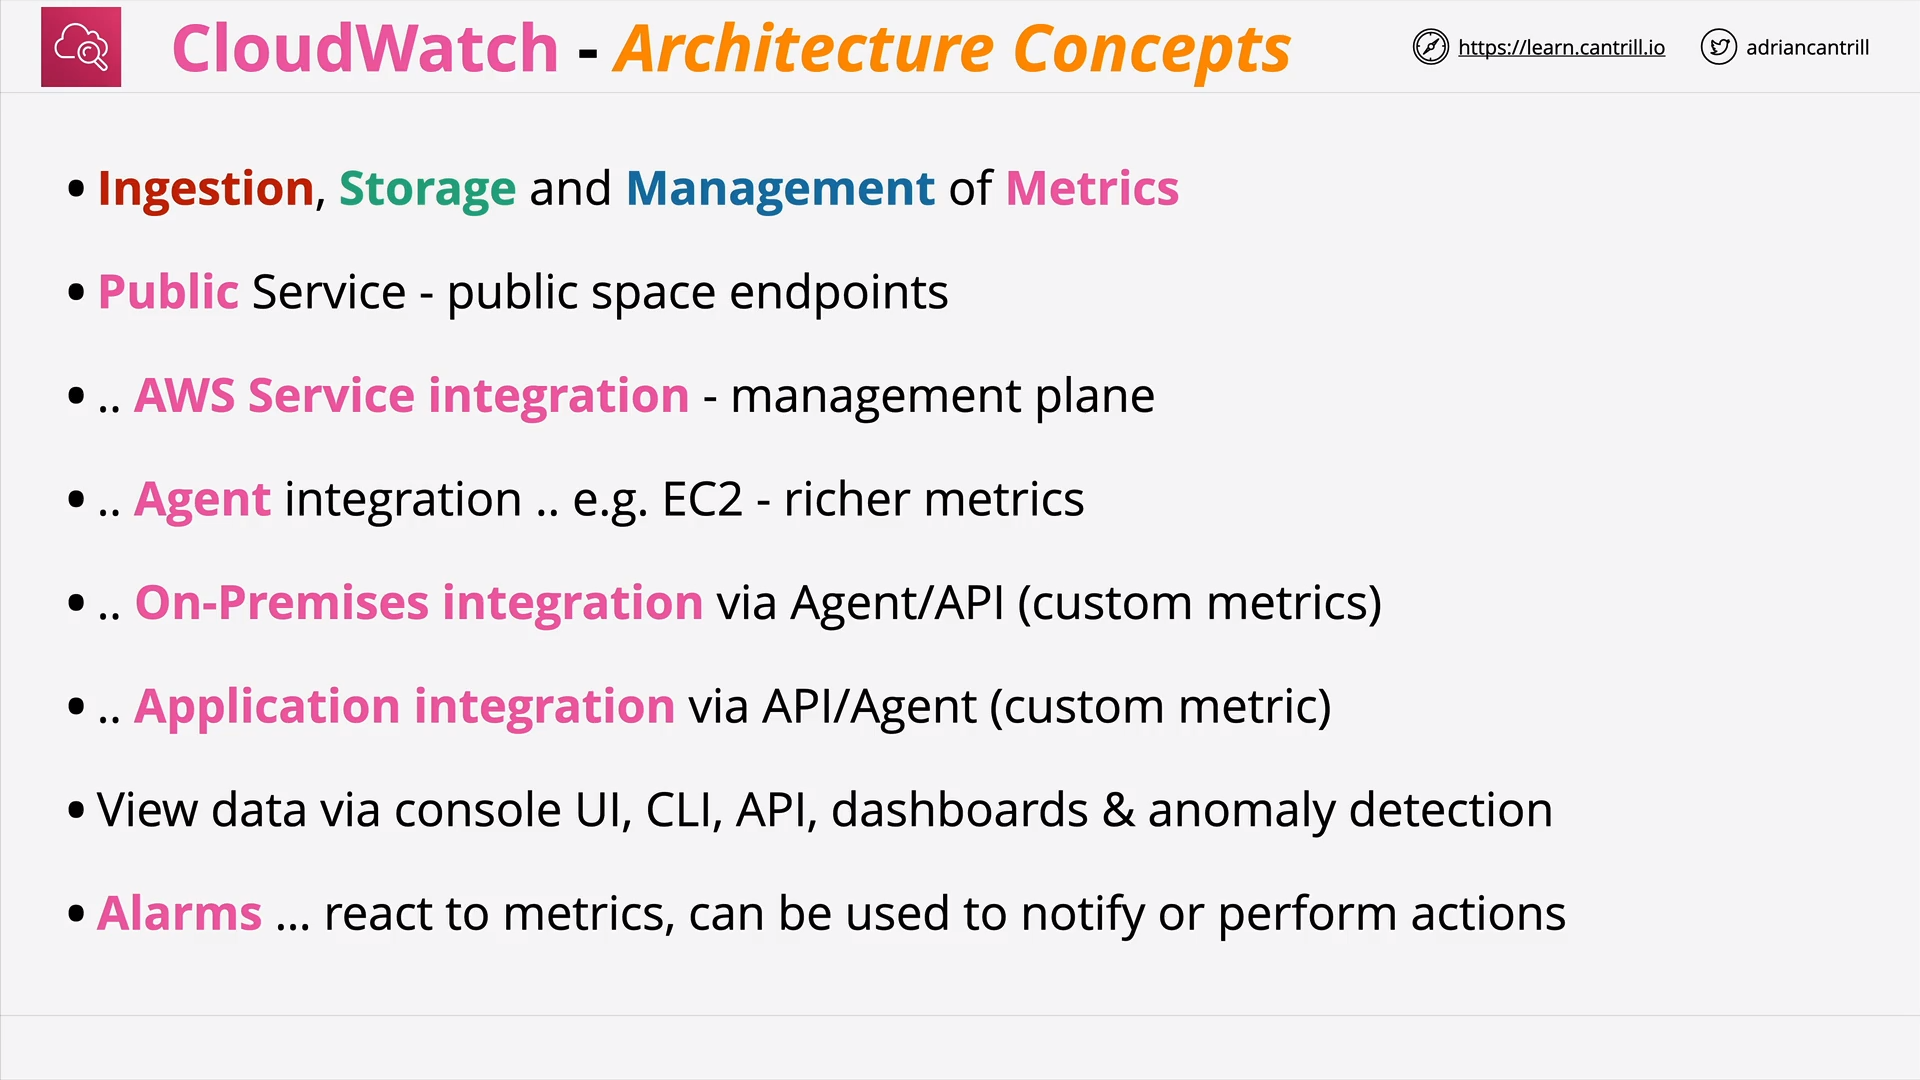 CloudWatch - Architecture Concepts
https://learn.cantrill.io
adriancantrill
• Ingestion, Storage and Management of Metrics
• Public Service - public space endpoints
• .. AWS Service integration - management plane
• .. Agent integration .. e.g. EC2 - richer metrics
• .. On-Premises integration via Agent/API (custom metrics)
• .. Application integration via API/Agent (custom metric)
• View data via console UI, CLI, API, dashboards & anomaly detection
• Alarms ... react to metrics, can be used to notify or perform actions